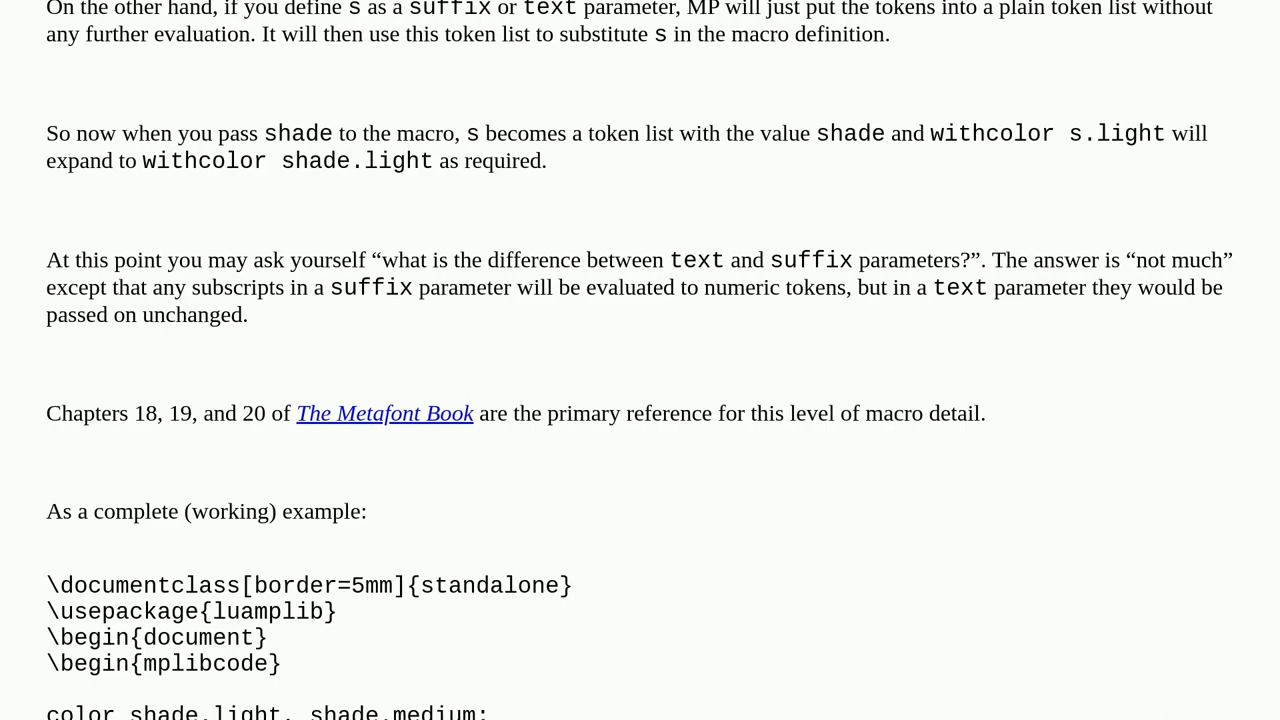 On the other hand, if you define s as a suffix or text parameter, MP will just put the tokens into a plain token list without
any further evaluation. It will then use this token list to substitute s in the macro definition.
So now when you pass shade to the macro, s becomes a token list with the value shade and withcolor s.light will
expand to withcolor shade.light as required.
At this point you may ask yourself “what is the difference between text and suffix parameters?”. The answer is “not much”
except that any subscripts in a suffix parameter will be evaluated to numeric tokens, but in a text parameter they would be
passed on unchanged.
Chapters 18, 19, and 20 of The Metafont Book are the primary reference for this level of macro detail.
As a complete (working) example:
\documentclass[border=5mm]{standalone}
\usepackage{luamplib}
\begin{document}
\begin{mplibcode}
color shade.light, shade.medium;